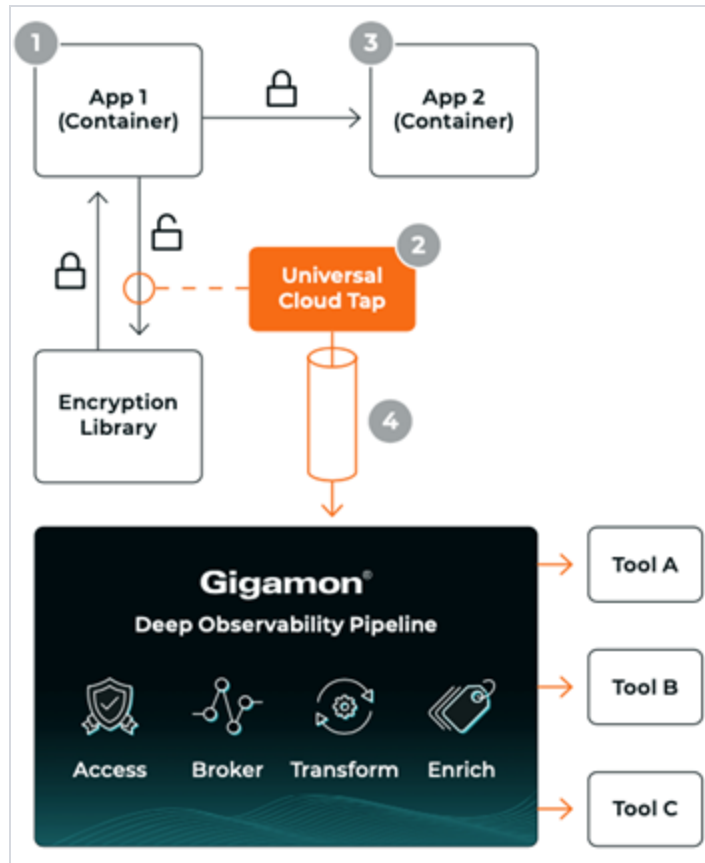 1
App 1
(Container)
3
App 2
(Container)
2
Universal
Cloud Tap
Encryption
Library
4
Gigamon®
Deep Observability Pipeline
Access
Broker
Transform
Enrich
Tool A
Tool B
Tool C